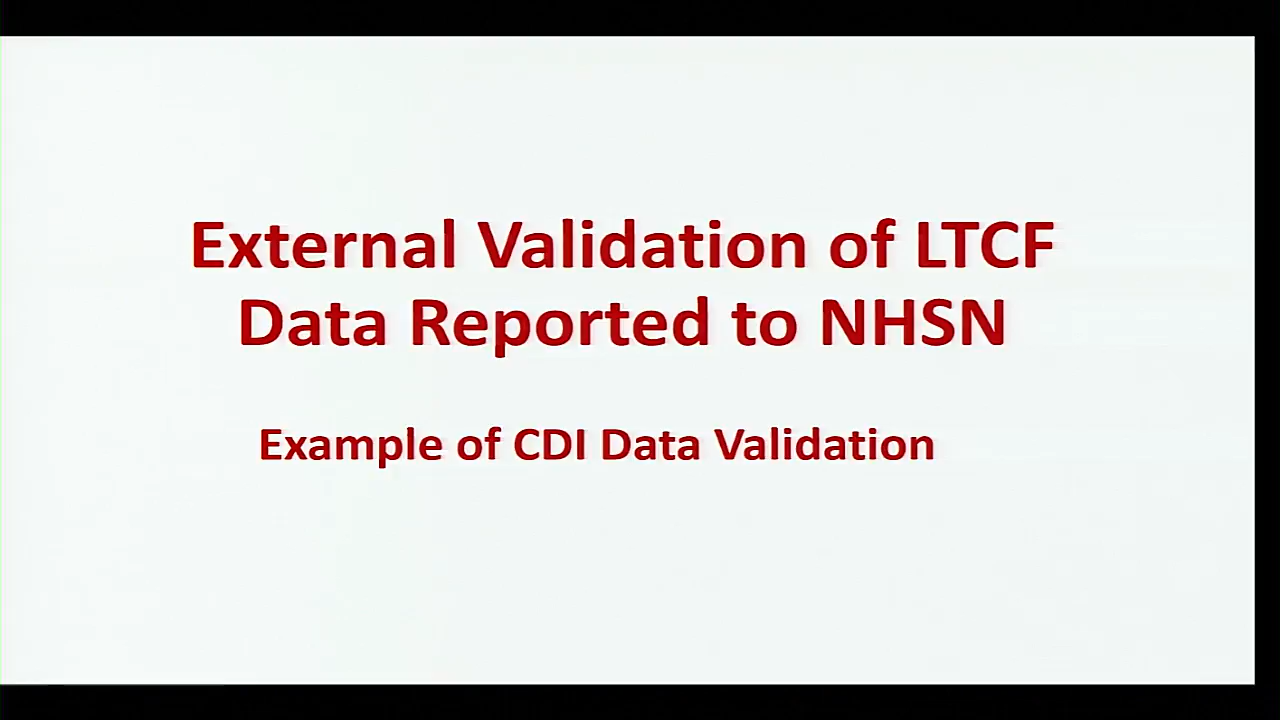 External Validation of LTCF
Data Reported to NHSN
Example of CDI Data Validation